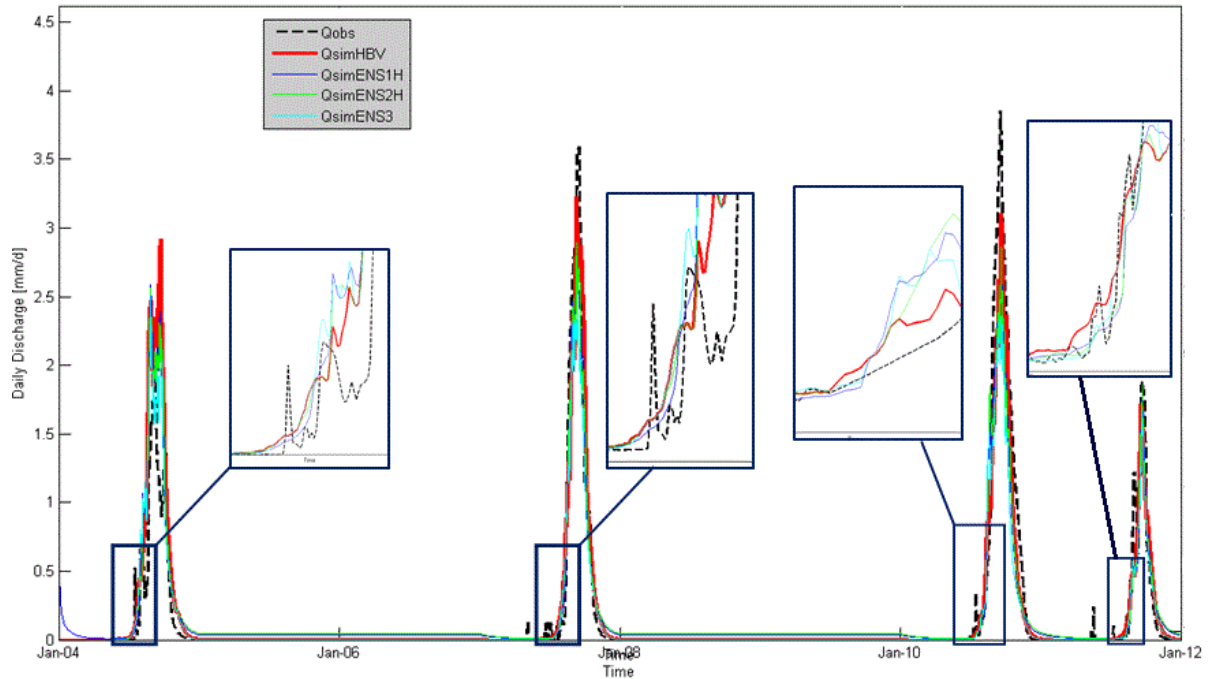 4.5
4
3.5
3
2.5
2
1.5
1
0.5
0
Daily Discharge [mm/d]
Qobs
QsimHBV
QsimENS1H
QsimENS2H
QsimENS3
Time
Jan-04
Jan-06
Jan-08
Jan-10
Jan-12
Time
Time